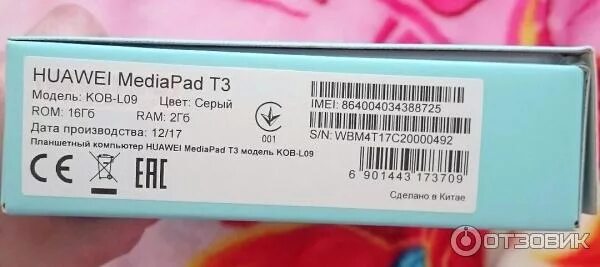 HUAWEI MediaPad T3
Модель: KOB-L09 Цвет: Серый
ROM: 16Гб RAM: 2Гб
Дата производства: 12/17
Планшетный компьютер HUAWEI MediaPad T3 модель KOB-L09
CE
EAC
001
IMEI: 864004034388725
S/N: WBM4T17C20000492
6 901443 173709
Сделано в Китае
ОТЗОВИК